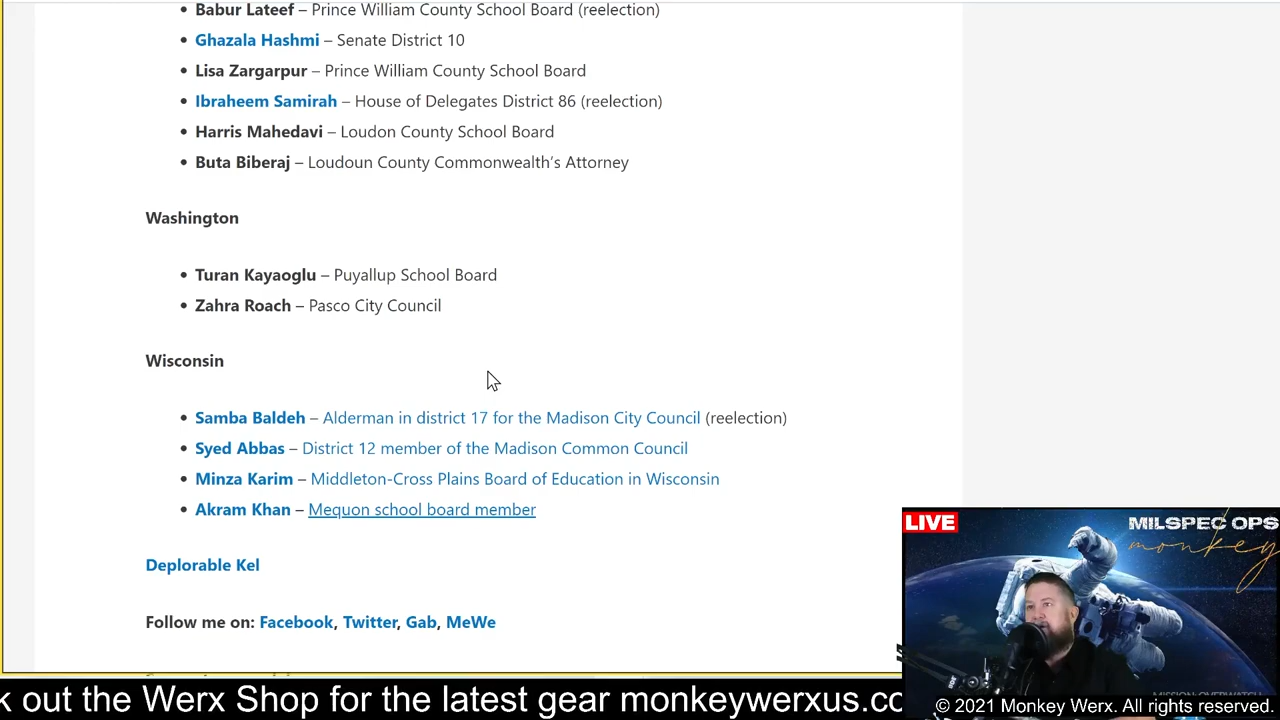 Babur Lateef – Prince William County School Board (reelection)
Ghazala Hashmi – Senate District 10
Lisa Zargarpur – Prince William County School Board
Ibraheem Samirah – House of Delegates District 86 (reelection)
Harris Mahedavi – Loudon County School Board
Buta Biberaj – Loudoun County Commonwealth’s Attorney
Washington
Turan Kayaoglu – Puyallup School Board
Zahra Roach – Pasco City Council
Wisconsin
Samba Baldeh – Alderman in district 17 for the Madison City Council (reelection)
Syed Abbas – District 12 member of the Madison Common Council
Minza Karim – Middleton-Cross Plains Board of Education in Wisconsin
Akram Khan – Mequon school board member
Deplorable Kel
Follow me on: Facebook, Twitter, Gab, MeWe
LIVE
MILSPEC OPS
monkey
k out the Werx Shop for the latest gear monkeywerxus.co
© 2021 Monkey Werx. All rights reserved.